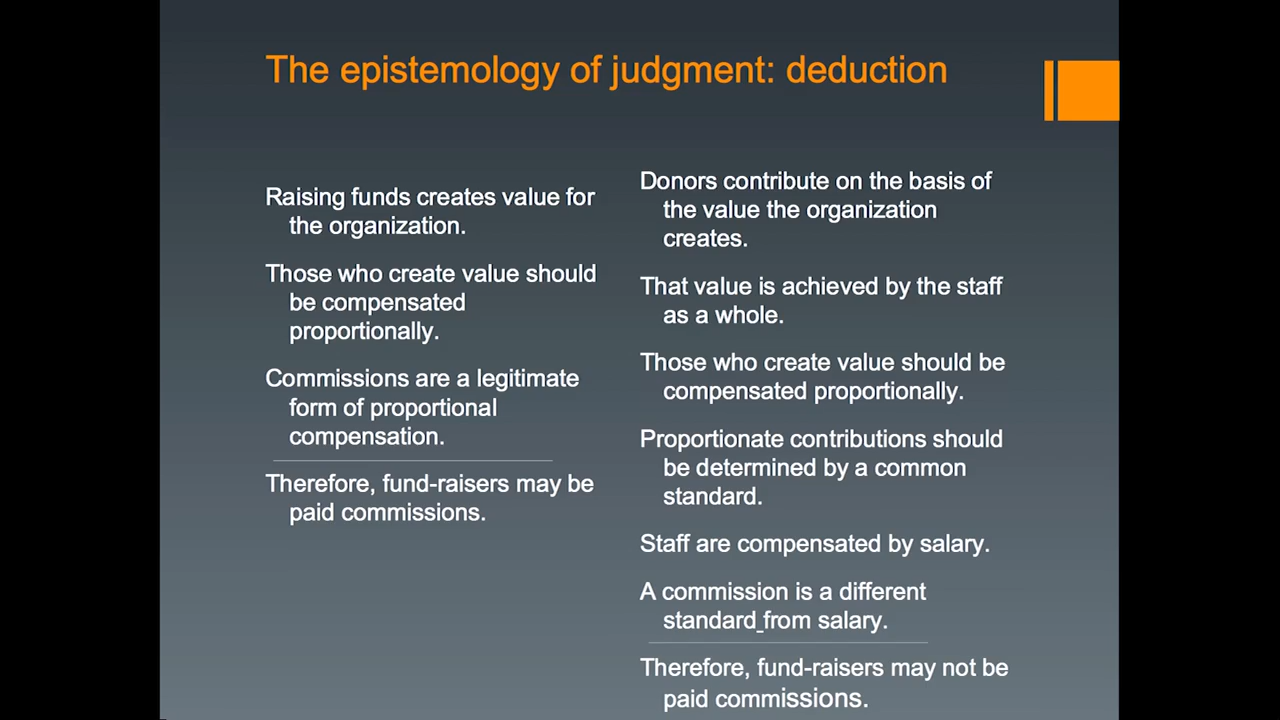 The epistemology of judgment: deduction
Raising funds creates value for
the organization.
Those who create value should
be compensated
proportionally.
Commissions are a legitimate
form of proportional
compensation.
Therefore, fund-raisers may be
paid commissions.
Donors contribute on the basis of
the value the organization
creates.
That value is achieved by the staff
as a whole.
Those who create value should be
compensated proportionally.
Proportionate contributions should
be determined by a common
standard.
Staff are compensated by salary.
A commission is a different
standard from salary.
Therefore, fund-raisers may not be
paid commissions.